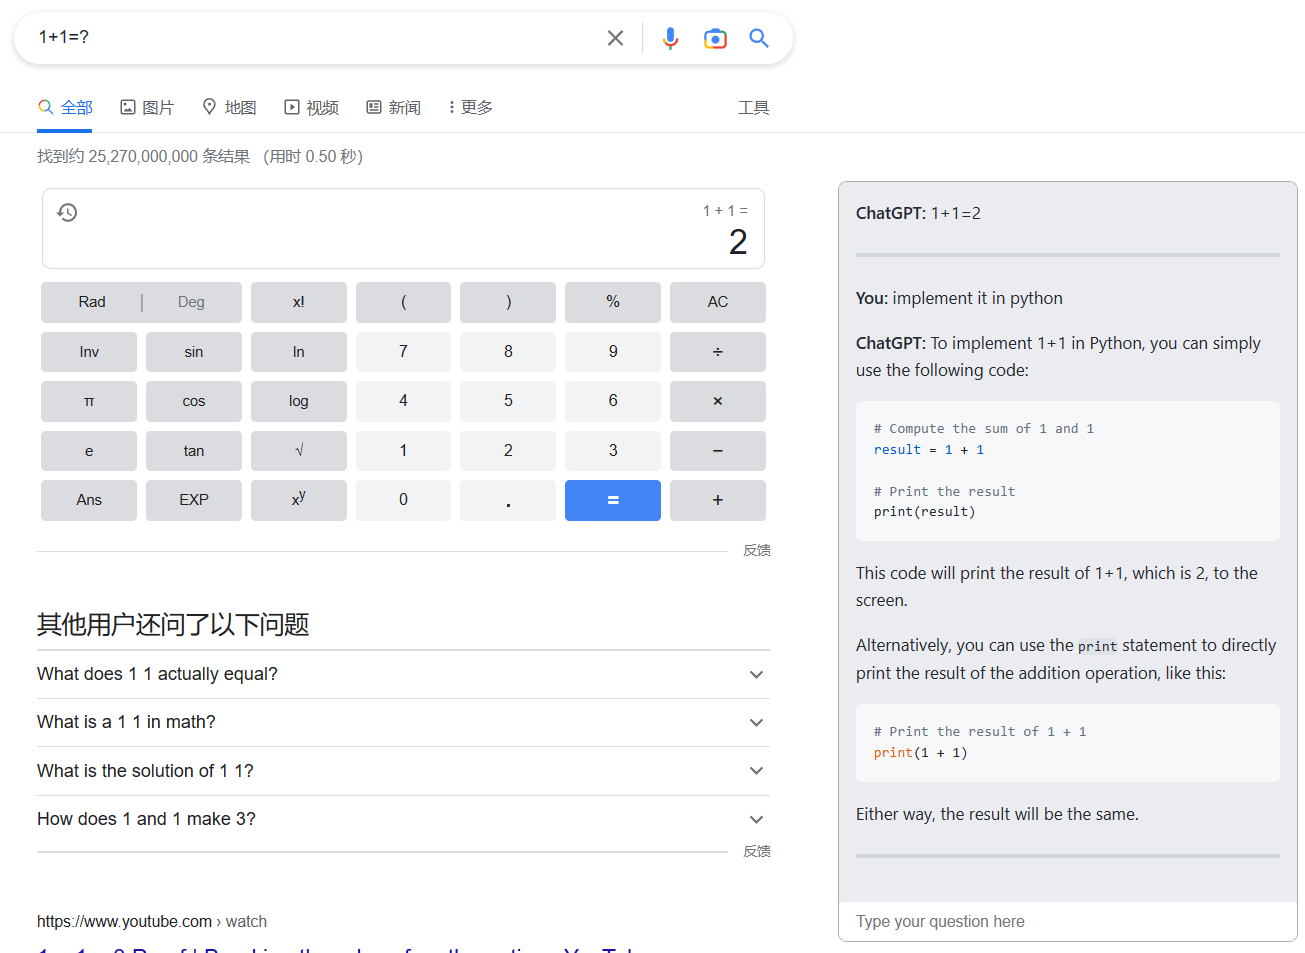 1+1=?
全部
图片
地图
视频
新闻
更多
工具
找到约 25,270,000,000 条结果 (用时 0.50 秒)
1 + 1 =
2
Rad | Deg x! ( ) % AC
Inv sin ln 7 8 9 ÷
π cos log 4 5 6 ×
e tan √ 1 2 3 −
Ans EXP xy 0 . = +
反馈
其他用户还问了以下问题
What does 1 1 actually equal?
What is a 1 1 in math?
What is the solution of 1 1?
How does 1 and 1 make 3?
反馈
https://www.youtube.com › watch
ChatGPT: 1+1=2
You: implement it in python
ChatGPT: To implement 1+1 in Python, you can simply
use the following code:
# Compute the sum of 1 and 1
result = 1 + 1
# Print the result
print(result)
This code will print the result of 1+1, which is 2, to the
screen.
Alternatively, you can use the print statement to directly
print the result of the addition operation, like this:
# Print the result of 1 + 1
print(1 + 1)
Either way, the result will be the same.
Type your question here